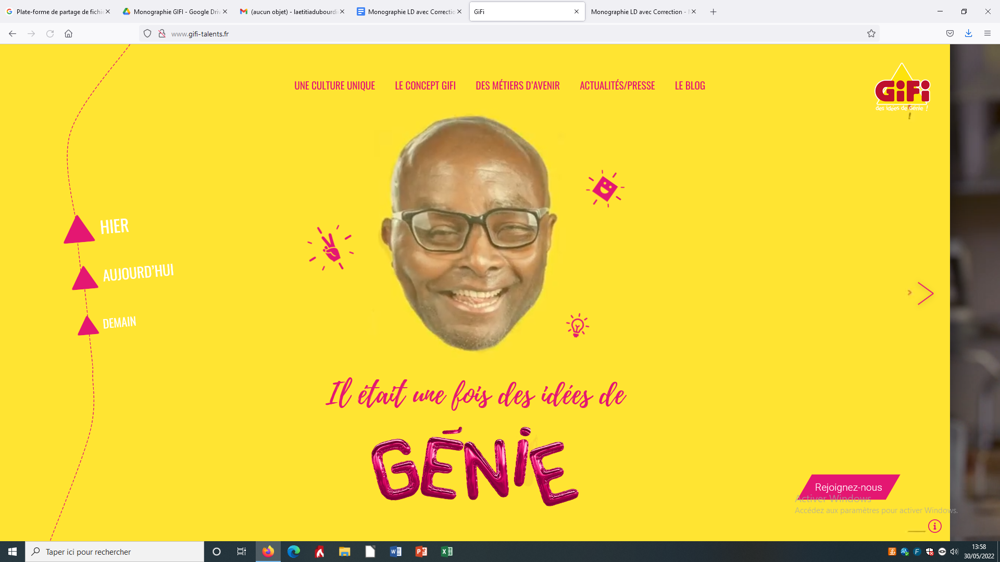 Plate-forme de partage de fichie
Monographie GIFI - Google Driv
(aucun objet) - laetitiadubourdi
Monographie LD avec Correctio
GiFi
Monographie LD avec Correction -
www.gifi-talents.fr
UNE CULTURE UNIQUE
LE CONCEPT GIFI
DES MÉTIERS D'AVENIR
ACTUALITÉS/PRESSE
LE BLOG
GiFi
des idées de Génie !
HIER
AUJOURD'HUI
DEMAIN
Il était une fois des idées de
GÉNiE
Rejoignez-nous
Activer Windows
Accédez aux paramètres pour activer Windows.
Taper ici pour rechercher
13:58
30/05/2022